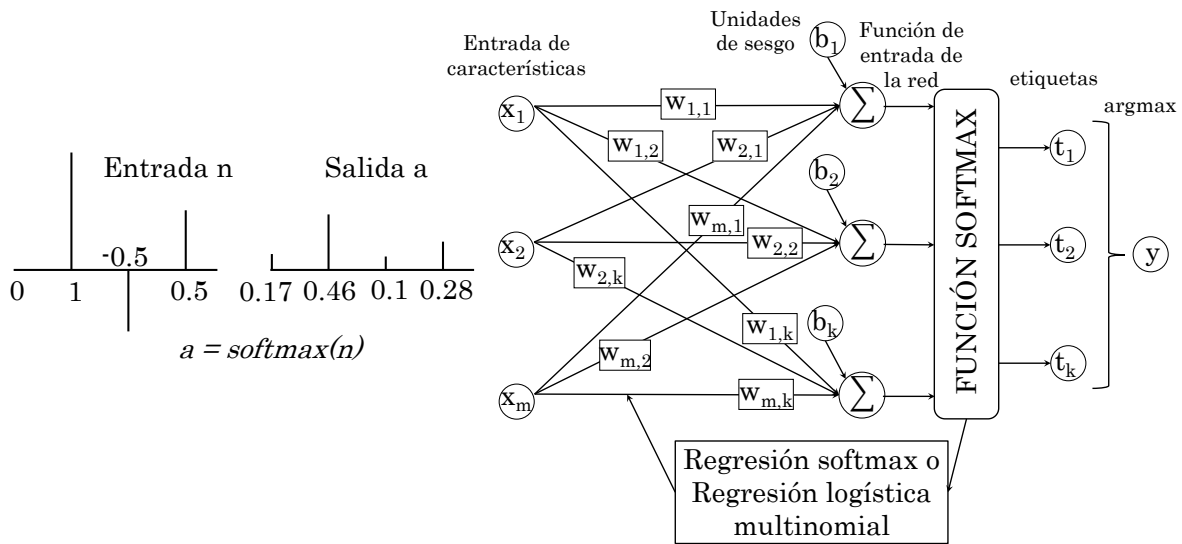 Entrada n
Salida a
-0.5
0
1
0.5
0.17
0.46
0.1
0.28
a = softmax(n)
Entrada de
características
Unidades
de sesgo
Función de
entrada de
la red
etiquetas
argmax
x1
x2
xm
w1,1
w1,2
w2,1
wm,1
w2,2
w2,k
w1,k
wm,2
wm,k
b1
b2
bk
∑
∑
∑
FUNCIÓN SOFTMAX
t1
t2
tk
y
Regresión softmax o
Regresión logística
multinomial